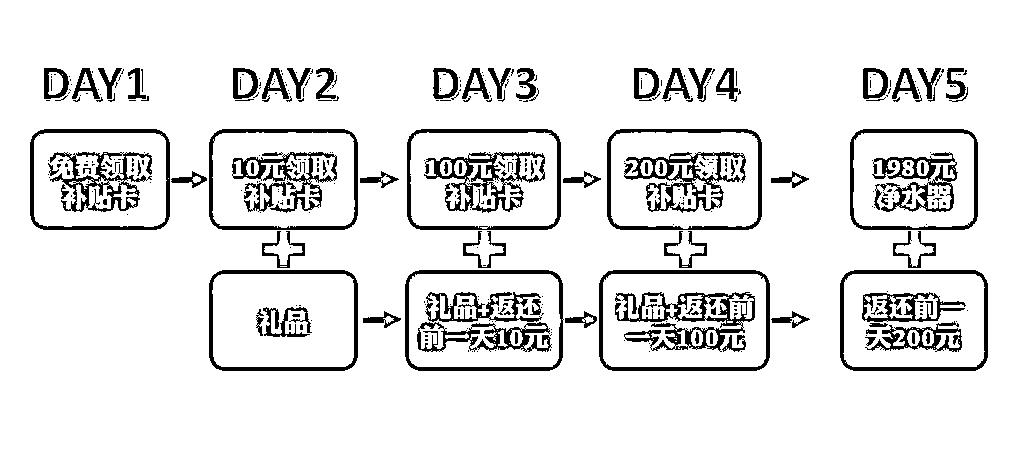 DAY1
DAY2
DAY3
DAY4
DAY5
免费领取
补贴卡
10元领取
补贴卡
100元领取
补贴卡
200元领取
补贴卡
1980元
净水器
礼品
礼品+返还
前一天10元
礼品+返还前
一天100元
返还前一
天200元